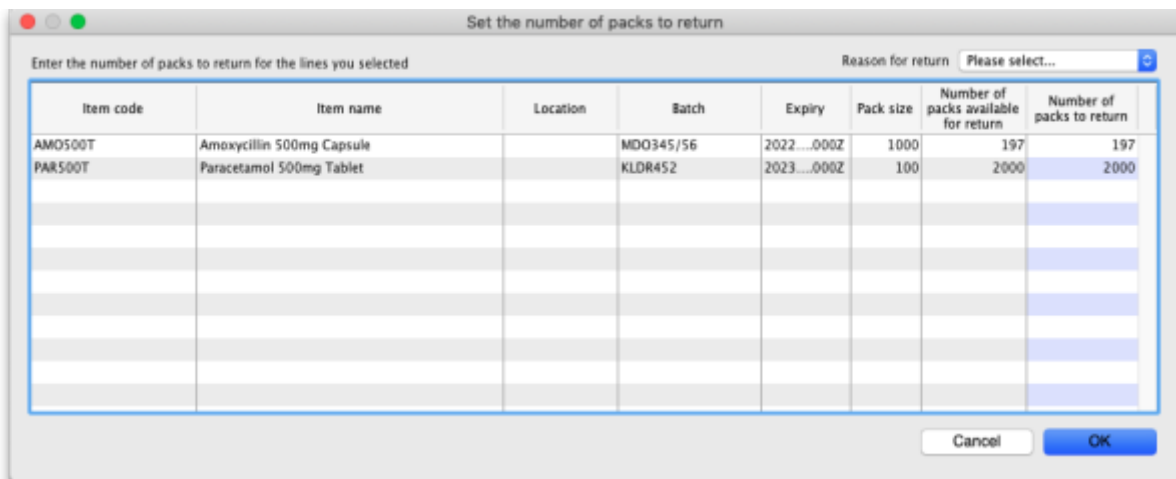 Set the number of packs to return
Enter the number of packs to return for the lines you selected
Reason for return Please select...
Item code Item name Location Batch Expiry Pack size Number of packs available for return Number of packs to return
AMO500T Amoxycillin 500mg Capsule MDO345/56 2022....000Z 1000 197 197
PAR500T Paracetamol 500mg Tablet KLDR452 2023....000Z 100 2000 2000
Cancel OK